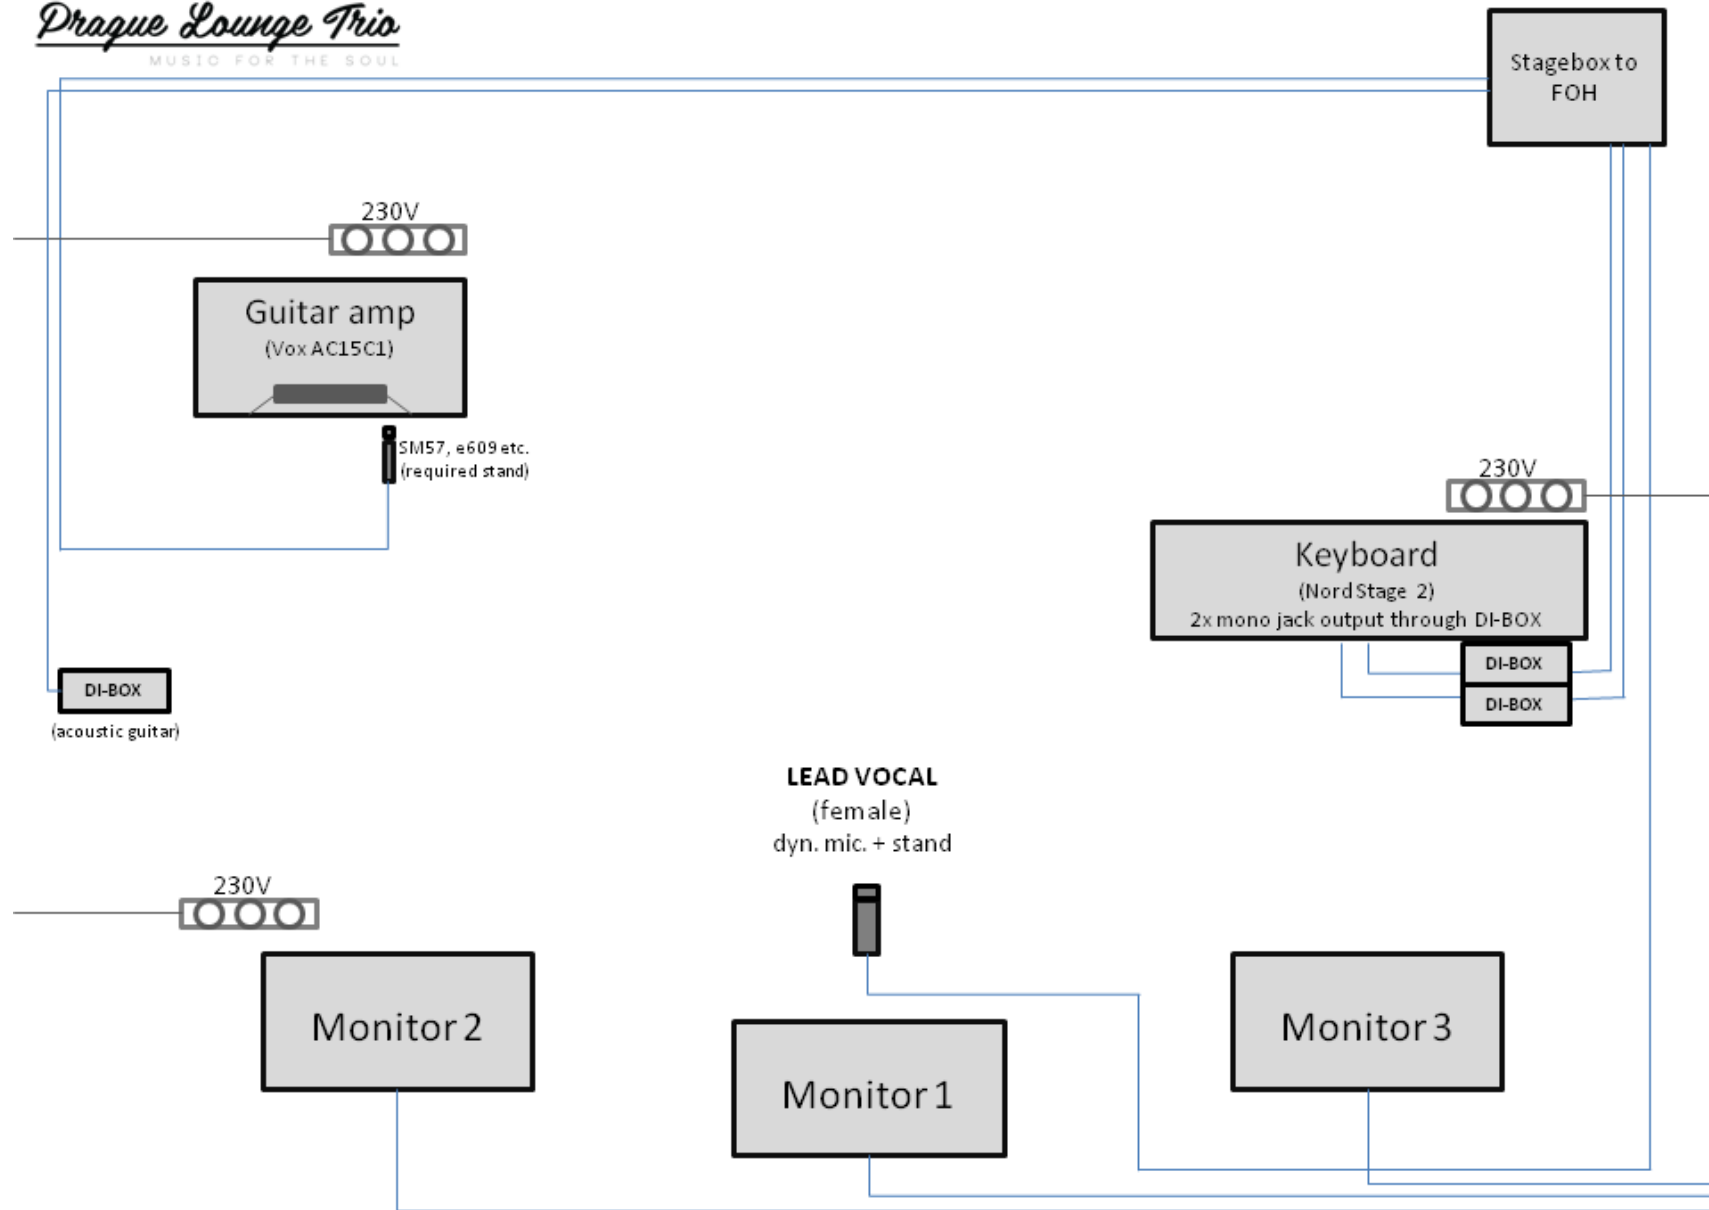 Prague Lounge Trio
MUSIC FOR THE SOUL
Stagebox to
FOH
230V
Guitar amp
(Vox AC15C1)
SM57, e609 etc.
(required stand)
230V
Keyboard
(Nord Stage 2)
2x mono jack output through DI-BOX
DI-BOX
DI-BOX
DI-BOX
(acoustic guitar)
LEAD VOCAL
(female)
dyn. mic. + stand
230V
Monitor 2
Monitor 1
Monitor 3